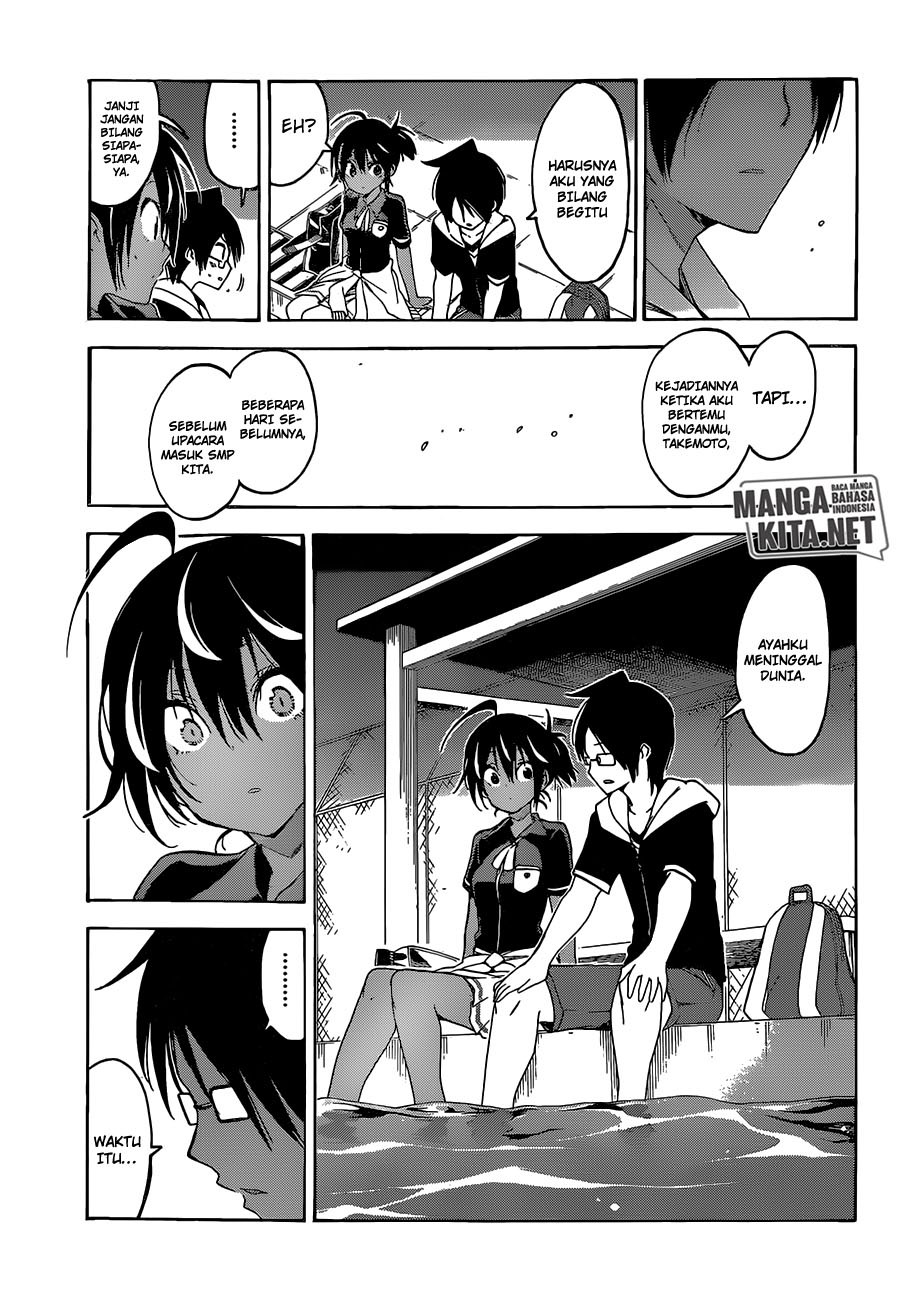 HARUSNYA
AKU YANG
BILANG
BEGITU
EH?
.........
JANJI
JANGAN
BILANG
SIAPA-
SIAPA,
YA.
TAPI...
KEJADIANNYA
KETIKA AKU
BERTEMU
DENGANMU,
TAKEMOTO,
BEBERAPA
HARI SE-
BELUMNYA,
SEBELUM
UPACARA
MASUK SMP
KITA.
MANGA
BACA MANGA
BAHASA
INDONESIA
KITA.NET
AYAHKU
MENINGGAL
DUNIA.
.........
WAKTU
ITU...